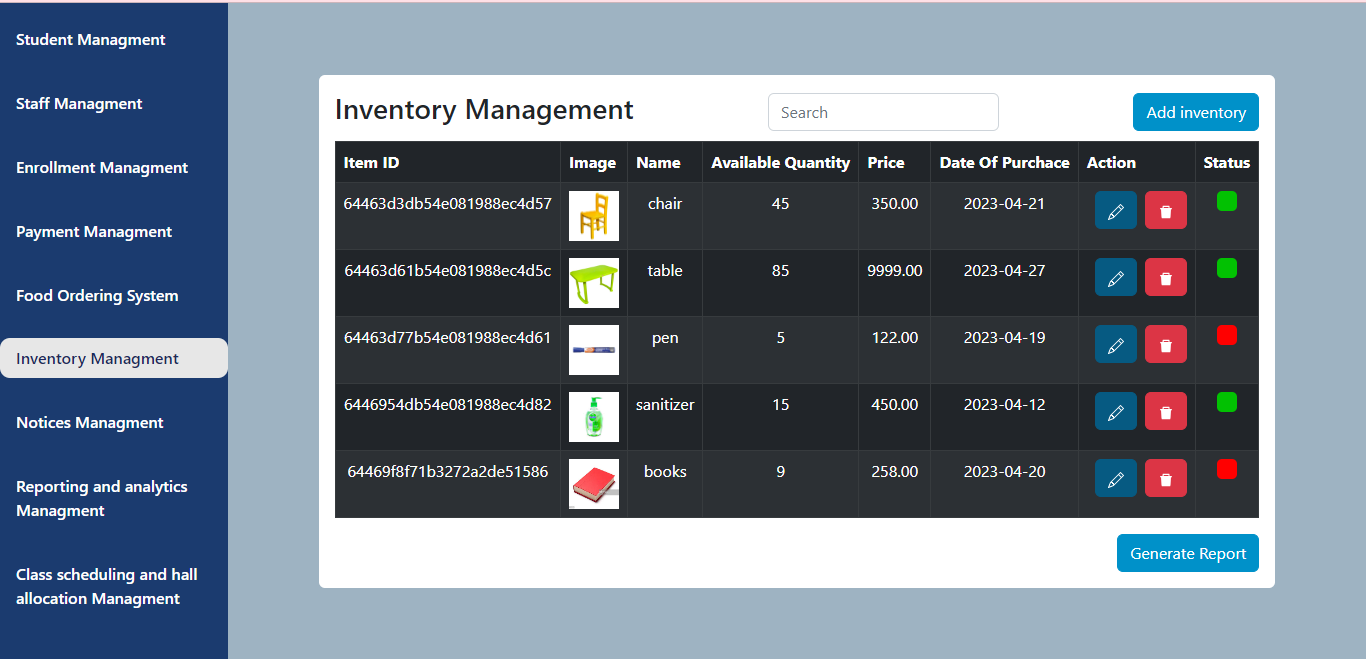 Student Managment
Staff Managment
Enrollment Managment
Payment Managment
Food Ordering System
Inventory Managment
Notices Managment
Reporting and analytics
Managment
Class scheduling and hall
allocation Managment
Inventory Management
Search
Add inventory
Item ID Image Name Available Quantity Price Date Of Purchace Action Status
64463d3db54e081988ec4d57 chair 45 350.00 2023-04-21
64463d61b54e081988ec4d5c table 85 9999.00 2023-04-27
64463d77b54e081988ec4d61 pen 5 122.00 2023-04-19
6446954db54e081988ec4d82 sanitizer 15 450.00 2023-04-12
64469f8f71b3272a2de51586 books 9 258.00 2023-04-20
Generate Report